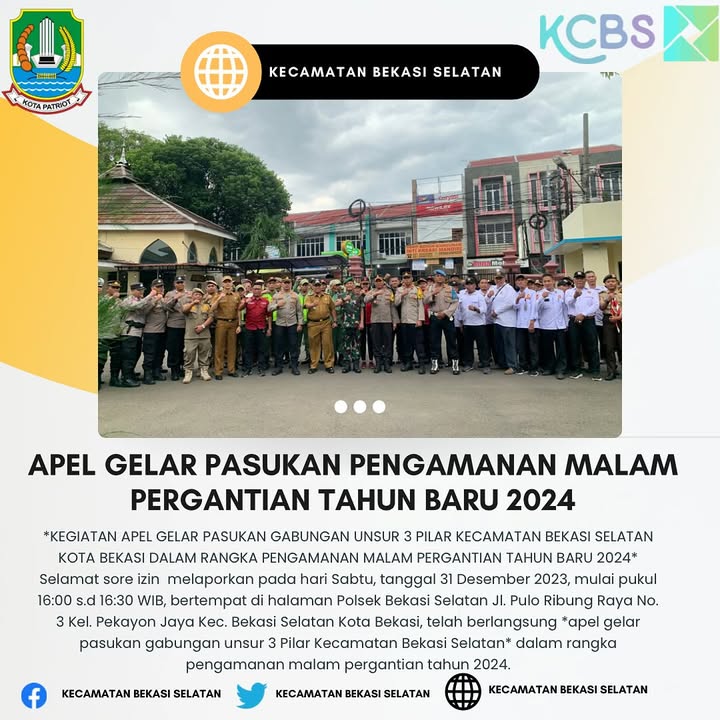 KCBS
KOTA PATRIOT
KECAMATAN BEKASI SELATAN
APEL GELAR PASUKAN PENGAMANAN MALAM
PERGANTIAN TAHUN BARU 2024
*KEGIATAN APEL GELAR PASUKAN GABUNGAN UNSUR 3 PILAR KECAMATAN BEKASI SELATAN
KOTA BEKASI DALAM RANGKA PENGAMANAN MALAM PERGANTIAN TAHUN BARU 2024*
Selamat sore izin  melaporkan pada hari Sabtu, tanggal 31 Desember 2023, mulai pukul
16:00 s.d 16:30 WIB, bertempat di halaman Polsek Bekasi Selatan Jl. Pulo Ribung Raya No.
3 Kel. Pekayon Jaya Kec. Bekasi Selatan Kota Bekasi, telah berlangsung *apel gelar
pasukan gabungan unsur 3 Pilar Kecamatan Bekasi Selatan* dalam rangka
pengamanan malam pergantian tahun 2024.
KECAMATAN BEKASI SELATAN
KECAMATAN BEKASI SELATAN
KECAMATAN BEKASI SELATAN